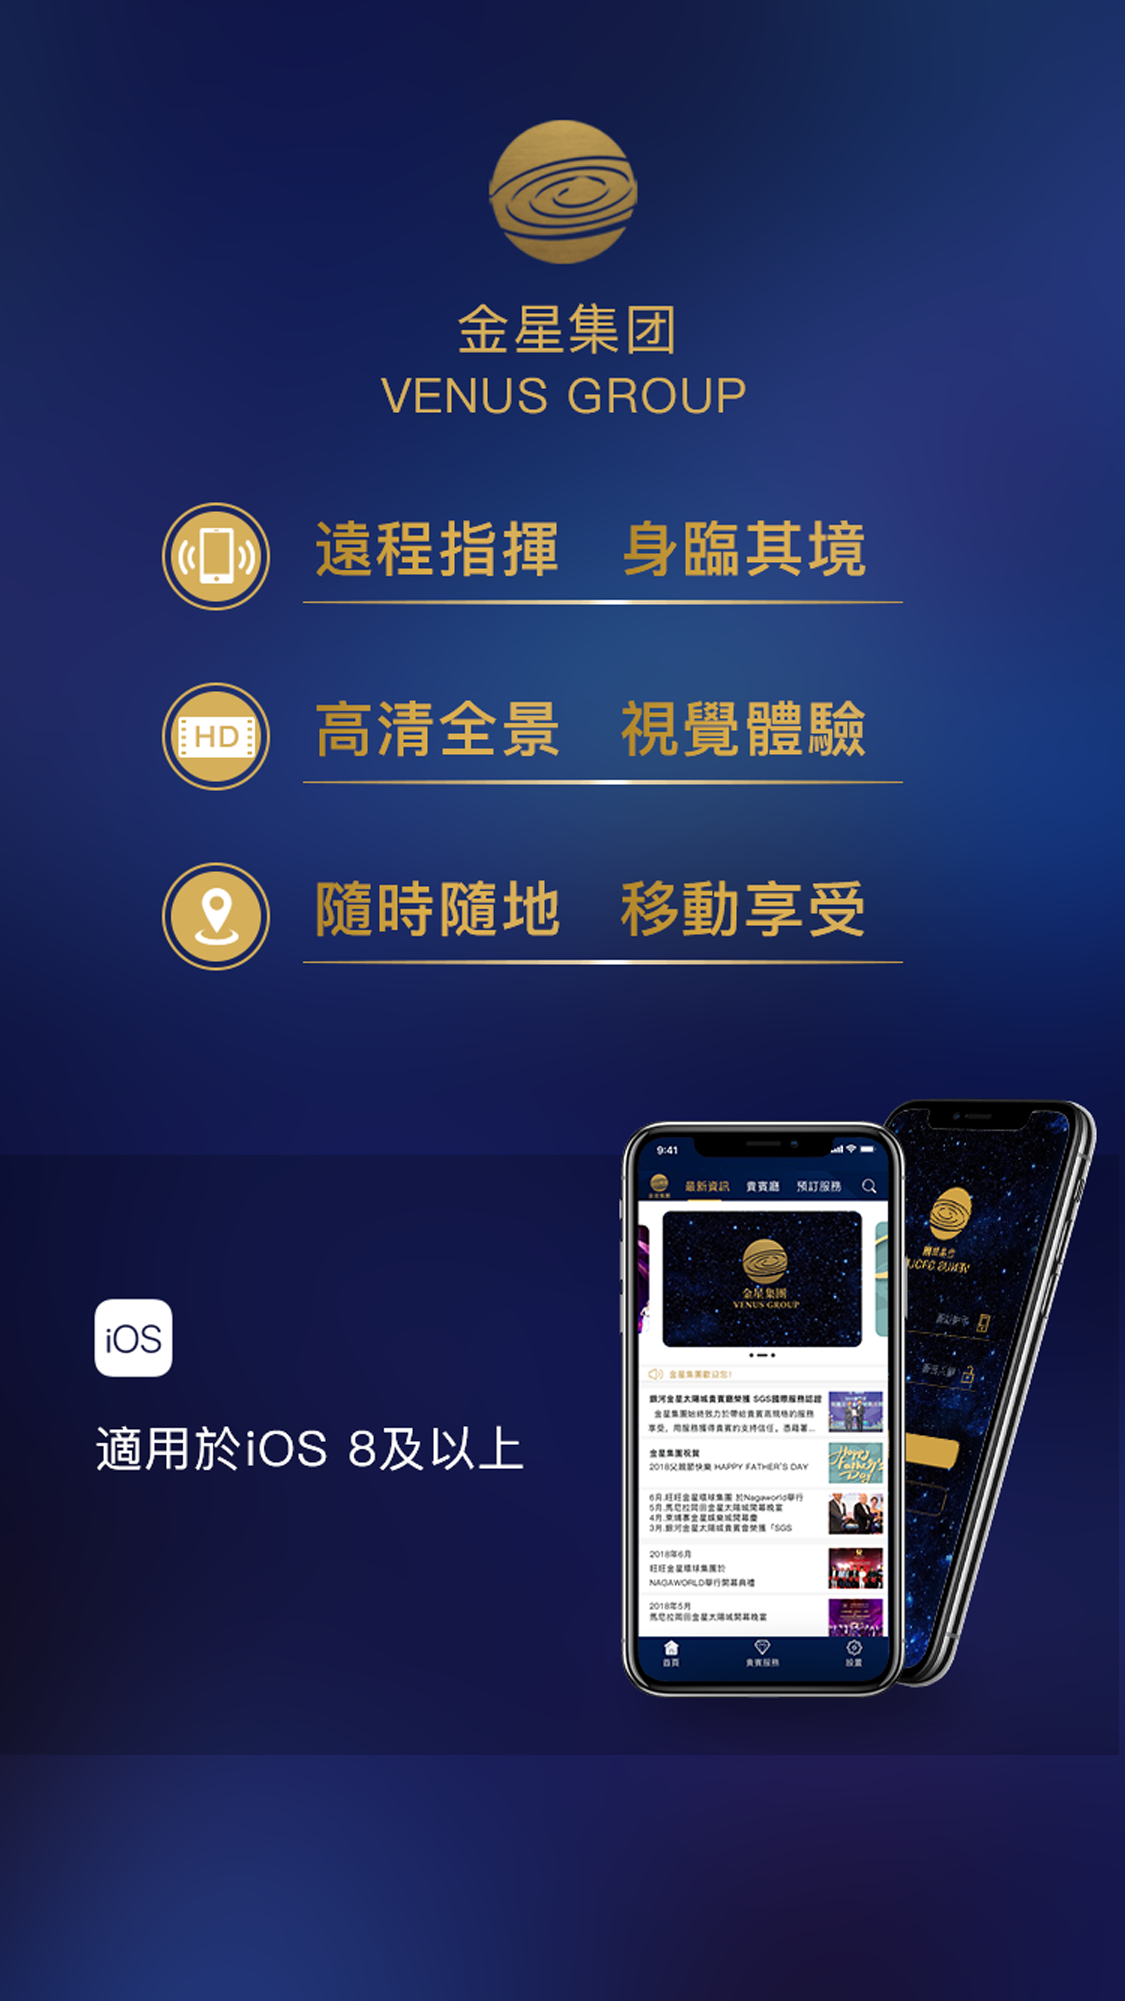 金星集团
VENUS GROUP
遠程指揮 身臨其境
HD
高清全景 視覺體驗
隨時隨地 移動享受
iOS
適用於iOS 8及以上
9:41
最新資訊 貴賓廳 預訂服務
金星集團
VENUS GROUP
金星集團歡迎您!
銀河金星太陽城貴賓廳榮獲 SGS國際服務認證
金星集團始終致力於帶給貴賓高規格的服務
享受，用服務獲得貴賓的支持信任。憑藉著...
金星集團祝賀
2018父親節快樂 HAPPY FATHER'S DAY
Happy Father's Day
6月.旺旺金星環球集團 於Nagaworld舉行
5月.馬尼拉岡田金星太陽城開幕晚宴
4月.柬埔寨金星娛樂城開幕慶
3月.銀河金星太陽城貴賓會榮獲「SGS
2018年6月
旺旺金星環球集團於
NAGAWORLD舉行開幕典禮
2018年5月
馬尼拉岡田金星太陽城開幕晚宴
首頁 貴賓服務 設置